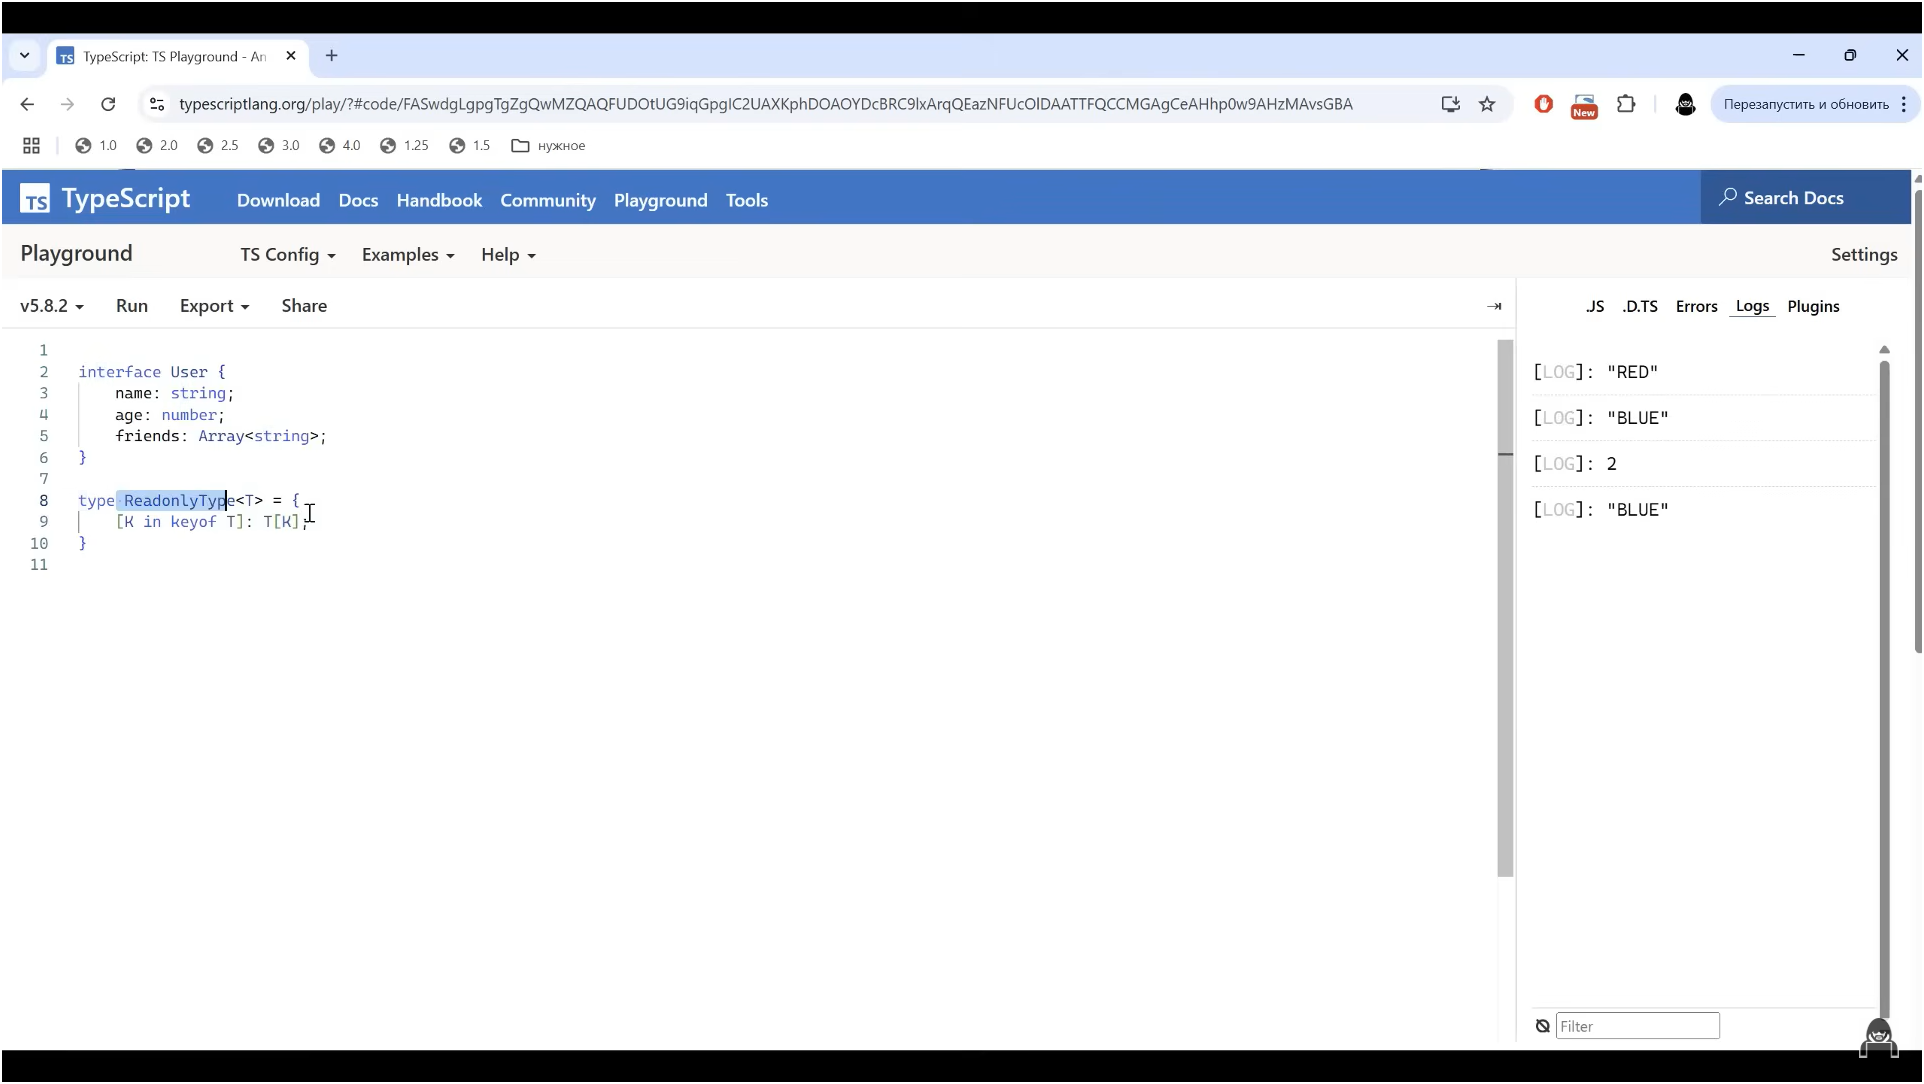 TypeScript: TS Playground - An
typescriptlang.org/play/?#code/FASwdgLgpgTgZgQwMZQAQFUDOtUG9iqGpgIC2UAXKphDOAOYDcBRC9lxArqQEazNFUcOlDAATTFQCCMGAgCeAHhp0w9AHzMAvsGBA
New
Перезапустить и обновить
1.0
2.0
2.5
3.0
4.0
1.25
1.5
нужное
TS TypeScript
Download
Docs
Handbook
Community
Playground
Tools
Search Docs
Playground
TS Config
Examples
Help
Settings
v5.8.2
Run
Export
Share
.JS
.D.TS
Errors
Logs
Plugins
1
2 interface User {
3 name: string;
4 age: number;
5 friends: Array<string>;
6 }
7
8 type ReadonlyType<T> = {
9 [K in keyof T]: T[K];
10 }
11
[LOG]: "RED"
[LOG]: "BLUE"
[LOG]: 2
[LOG]: "BLUE"
Filter